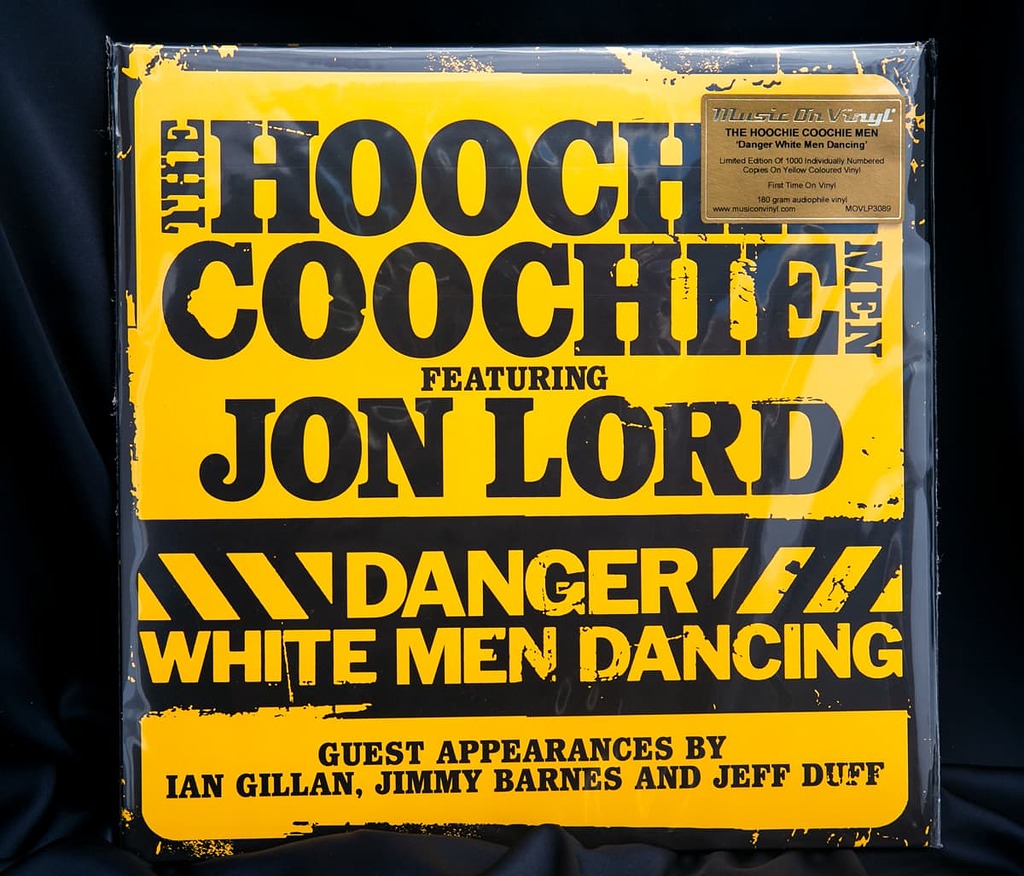 THE HOOCH
COOCHIE MEN
FEATURING
JON LORD
DANGER
WHITE MEN DANCING
GUEST APPEARANCES BY
IAN GILLAN, JIMMY BARNES AND JEFF DUFF
Music On Vinyl
THE HOOCHIE COOCHIE MEN
'Danger White Men Dancing'
Limited Edition Of 1000 Individually Numbered
Copies On Yellow Coloured Vinyl
First Time On Vinyl
180 gram audiophile vinyl
www.musiconvinyl.com MOVLP3089